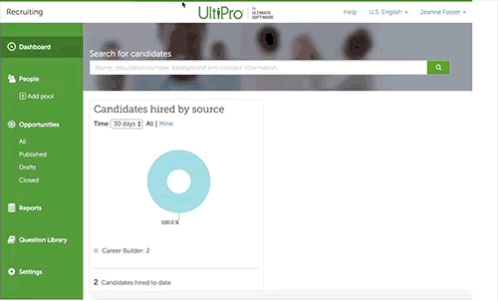 Recruiting
UltiPro
by
ULTIMATE
SOFTWARE
Help
U.S. English
Jeanne Foster
Dashboard
People
Add pool
Opportunities
All
Published
Drafts
Closed
Reports
Question Library
Settings
Search for candidates
Name, requisition number, background and contact information
Candidates hired by source
Time 30 days All | Mine
100.0 %
Career Builder: 2
2 Candidates hired to date